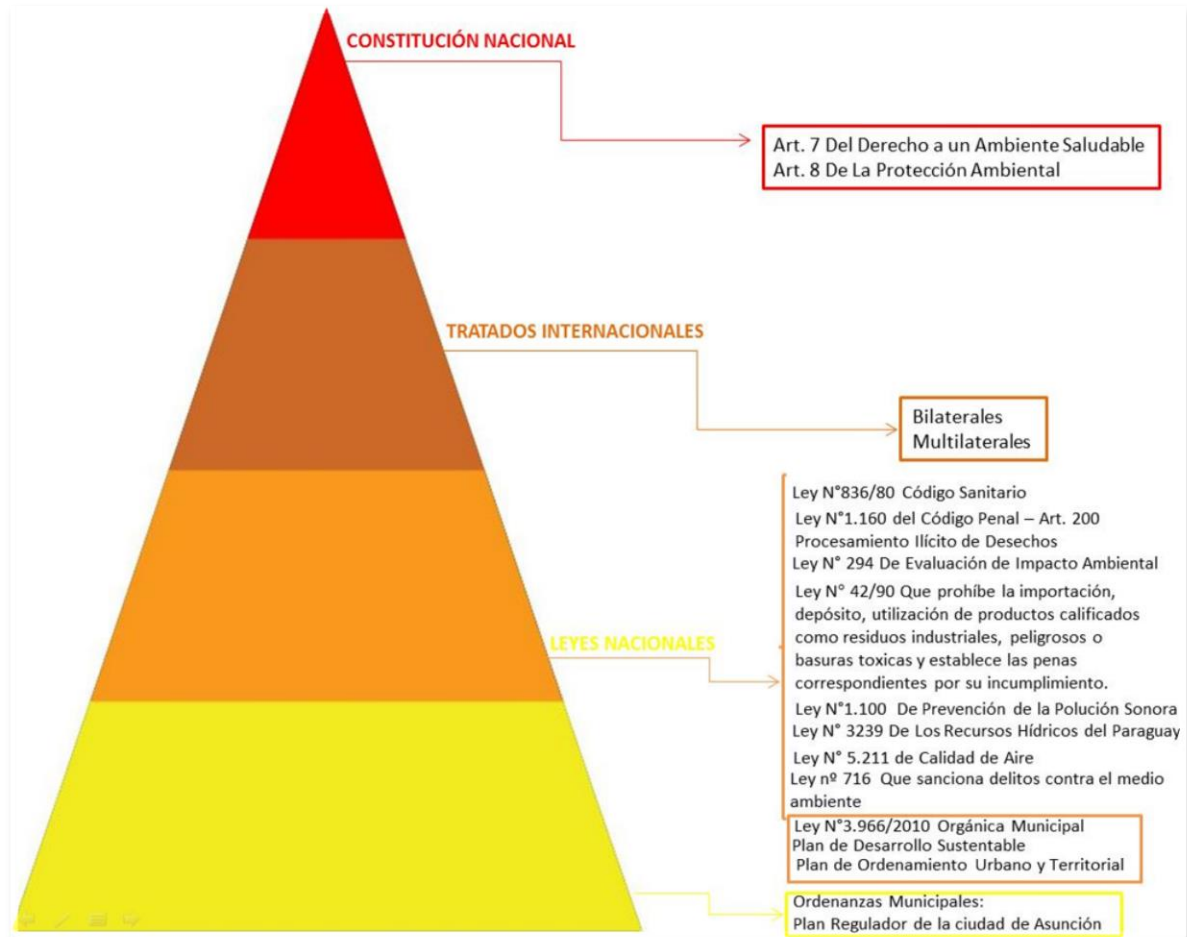 CONSTITUCIÓN NACIONAL
Art. 7 Del Derecho a un Ambiente Saludable
Art. 8 De La Protección Ambiental
TRATADOS INTERNACIONALES
Bilaterales
Multilaterales
LEYES NACIONALES
Ley N°836/80 Código Sanitario
Ley N°1.160 del Código Penal – Art. 200
Procesamiento Ilícito de Desechos
Ley N° 294 De Evaluación de Impacto Ambiental
Ley N° 42/90 Que prohíbe la importación,
depósito, utilización de productos calificados
como residuos industriales, peligrosos o
basuras toxicas y establece las penas
correspondientes por su incumplimiento.
Ley N°1.100 De Prevención de la Polución Sonora
Ley N° 3239 De Los Recursos Hídricos del Paraguay
Ley N° 5.211 de Calidad de Aire
Ley nº 716 Que sanciona delitos contra el medio
ambiente
Ley N°3.966/2010 Orgánica Municipal
Plan de Desarrollo Sustentable
Plan de Ordenamiento Urbano y Territorial
Ordenanzas Municipales:
Plan Regulador de la ciudad de Asunción